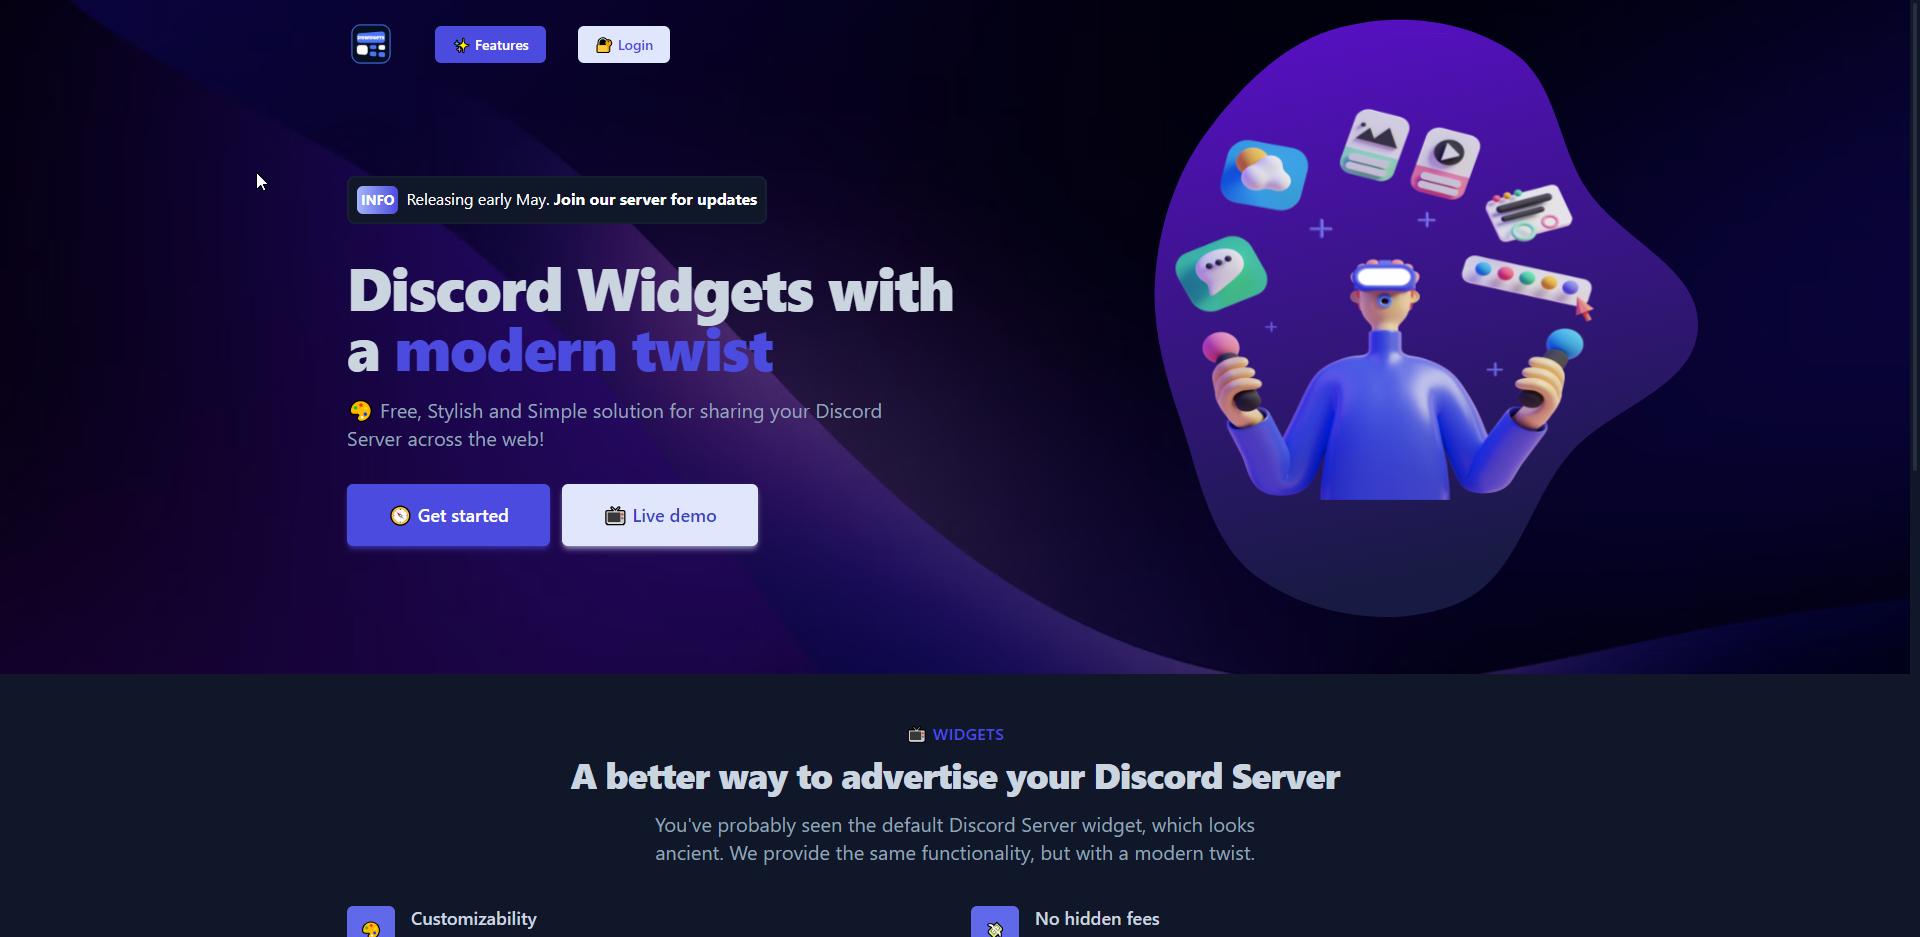 Features
Login
INFO Releasing early May. Join our server for updates
Discord Widgets with
a modern twist
Free, Stylish and Simple solution for sharing your Discord
Server across the web!
Get started
Live demo
WIDGETS
A better way to advertise your Discord Server
You've probably seen the default Discord Server widget, which looks
ancient. We provide the same functionality, but with a modern twist.
Customizability
No hidden fees